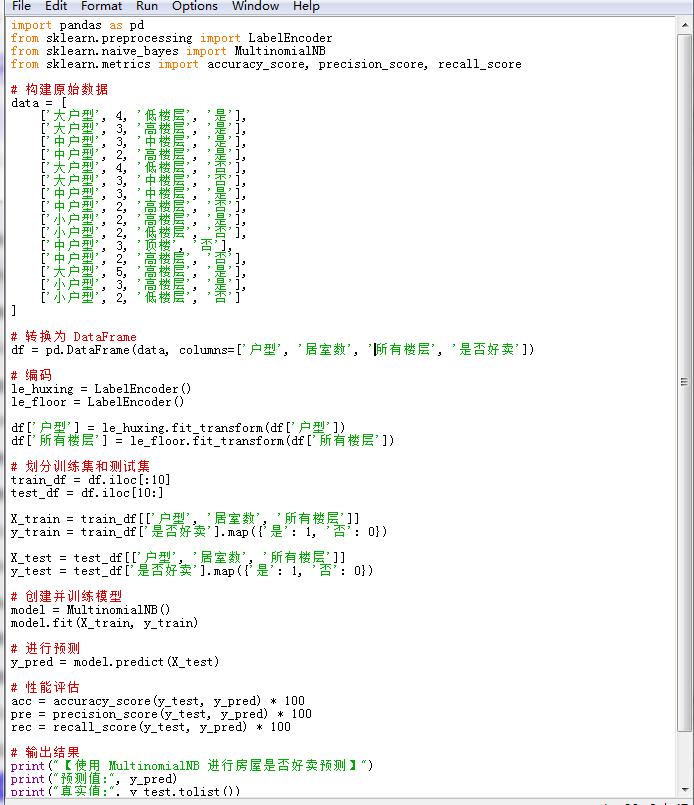 File Edit Format Run Options Window Help
import pandas as pd
from sklearn.preprocessing import LabelEncoder
from sklearn.naive_bayes import MultinomialNB
from sklearn.metrics import accuracy_score, precision_score, recall_score
# 构建原始数据
data = [
    ['大户型', 4, '低楼层', '是'],
    ['大户型', 3, '高楼层', '是'],
    ['中户型', 3, '中楼层', '是'],
    ['中户型', 2, '高楼层', '是'],
    ['大户型', 4, '低楼层', '否'],
    ['大户型', 3, '中楼层', '否'],
    ['中户型', 3, '中楼层', '是'],
    ['中户型', 2, '高楼层', '否'],
    ['小户型', 2, '高楼层', '是'],
    ['小户型', 2, '低楼层', '否'],
    ['中户型', 3, '顶楼', '否'],
    ['中户型', 2, '高楼层', '否'],
    ['大户型', 5, '高楼层', '是'],
    ['小户型', 3, '高楼层', '是'],
    ['小户型', 2, '低楼层', '否']
]
# 转换为 DataFrame
df = pd.DataFrame(data, columns=['户型', '居室数', '所有楼层', '是否好卖'])
# 编码
le_huxing = LabelEncoder()
le_floor = LabelEncoder()
df['户型'] = le_huxing.fit_transform(df['户型'])
df['所有楼层'] = le_floor.fit_transform(df['所有楼层'])
# 划分训练集和测试集
train_df = df.iloc[:10]
test_df = df.iloc[10:]
X_train = train_df[['户型', '居室数', '所有楼层']]
y_train = train_df['是否好卖'].map({'是': 1, '否': 0})
X_test = test_df[['户型', '居室数', '所有楼层']]
y_test = test_df['是否好卖'].map({'是': 1, '否': 0})
# 创建并训练模型
model = MultinomialNB()
model.fit(X_train, y_train)
# 进行预测
y_pred = model.predict(X_test)
# 性能评估
acc = accuracy_score(y_test, y_pred) * 100
pre = precision_score(y_test, y_pred) * 100
rec = recall_score(y_test, y_pred) * 100
# 输出结果
print("【使用 MultinomialNB 进行房屋是否好卖预测】")
print("预测值:", y_pred)
print("真实值:", y_test.tolist())